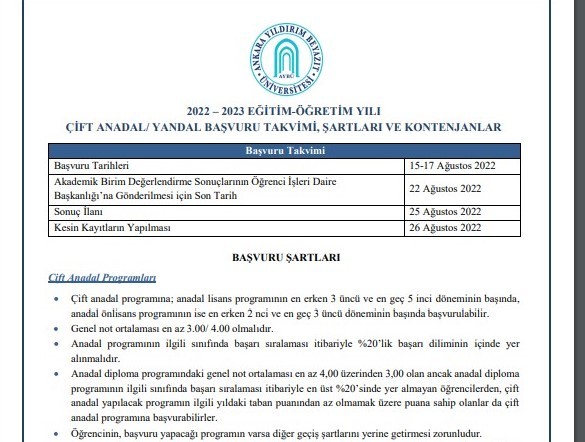 ANKARA YILDIRIM BEYAZIT
ÜNİVERSİTESİ
AYBÜ
2022 – 2023 EĞİTİM-ÖĞRETİM YILI
ÇİFT ANADAL/ YANDAL BAŞVURU TAKVİMİ, ŞARTLARI VE KONTENJANLAR
Başvuru Takvimi
Başvuru Tarihleri 15-17 Ağustos 2022
Akademik Birim Değerlendirme Sonuçlarının Öğrenci İşleri Daire
Başkanlığı’na Gönderilmesi için Son Tarih 22 Ağustos 2022
Sonuç İlanı 25 Ağustos 2022
Kesin Kayıtların Yapılması 26 Ağustos 2022
BAŞVURU ŞARTLARI
Çift Anadal Programları
• Çift anadal programına; anadal lisans programının en erken 3 üncü ve en geç 5 inci döneminin başında,
anadal önlisans programının ise en erken 2 nci ve en geç 3 üncü döneminin başında başvurulabilir.
• Genel not ortalaması en az 3.00/ 4.00 olmalıdır.
• Anadal programının ilgili sınıfında başarı sıralaması itibariyle %20’lik başarı diliminin içinde yer
alınmalıdır.
• Anadal diploma programındaki genel not ortalaması en az 4,00 üzerinden 3,00 olan ancak anadal diploma
programının ilgili sınıfında başarı sıralaması itibariyle en üst %20’sinde yer almayan öğrencilerden, çift
anadal yapılacak programın ilgili yıldaki taban puanından az olmamak üzere puana sahip olanlar da çift
anadal programına başvurabilirler.
• Öğrencinin, başvuru yapacağı programın varsa diğer geçiş şartlarını yerine getirmesi zorunludur.